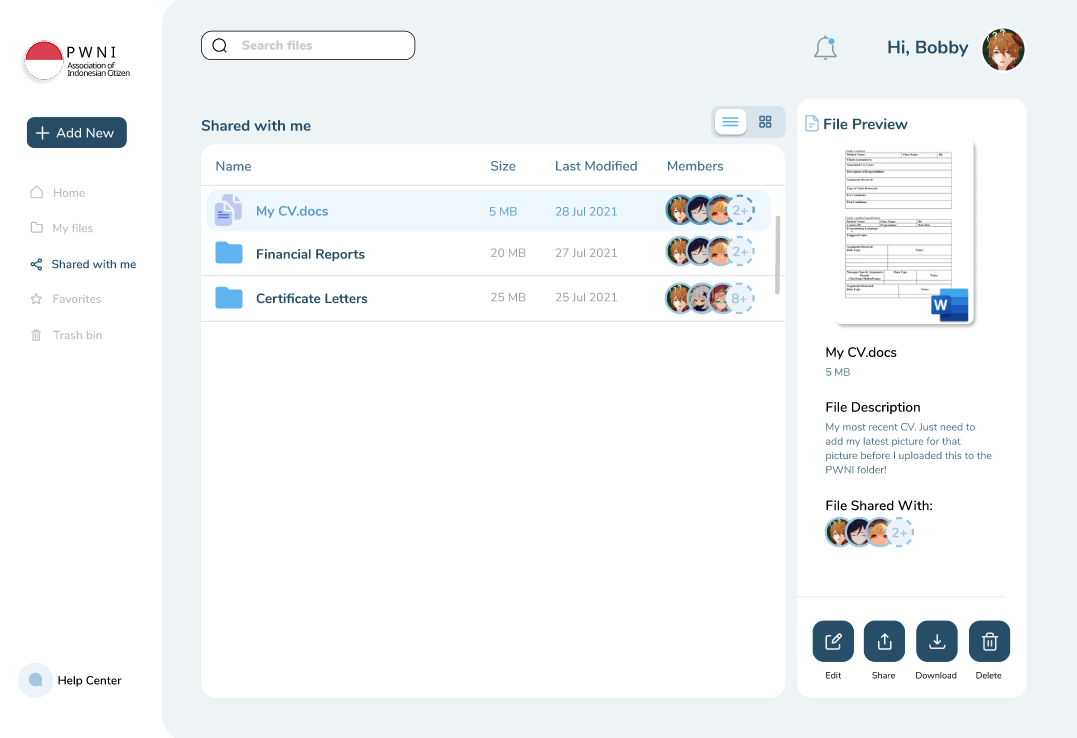 PWNI
Association of
Indonesian Citizen
Search files
Hi, Bobby
Add New
Home
My files
Shared with me
Favorites
Trash bin
Help Center
Shared with me
Name Size Last Modified Members
My CV.docs 5 MB 28 Jul 2021 2+
Financial Reports 20 MB 27 Jul 2021 2+
Certificate Letters 25 MB 25 Jul 2021 8+
File Preview
W
My CV.docs
5 MB
File Description
My most recent CV. Just need to
add my latest picture for that
picture before I uploaded this to the
PWNI folder!
File Shared With:
2+
Edit Share Download Delete